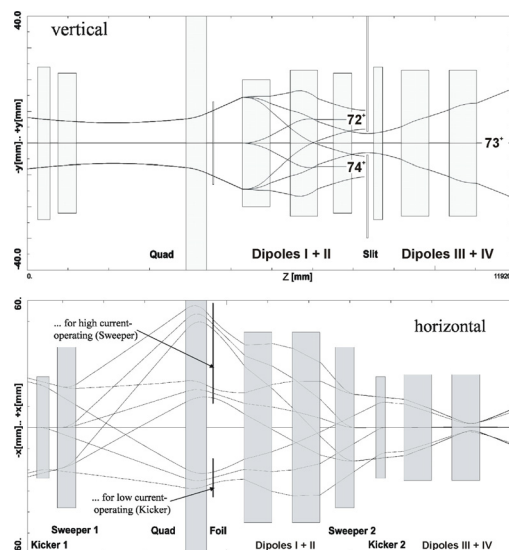 vertical
40.0
-y[mm].. +y[mm]
72+
73+
74+
-40.0
Quad
Dipoles I + II
Slit
Dipoles III + IV
0.
Z [mm]
11920
60.
... for high current-
operating (Sweeper)
horizontal
-x[mm].. +x[mm]
... for low current-
operating (Kicker)
-60.
Sweeper 1
Kicker 1
Quad
Foil
Dipoles I + II
Sweeper 2
Kicker 2
Dipoles III + IV